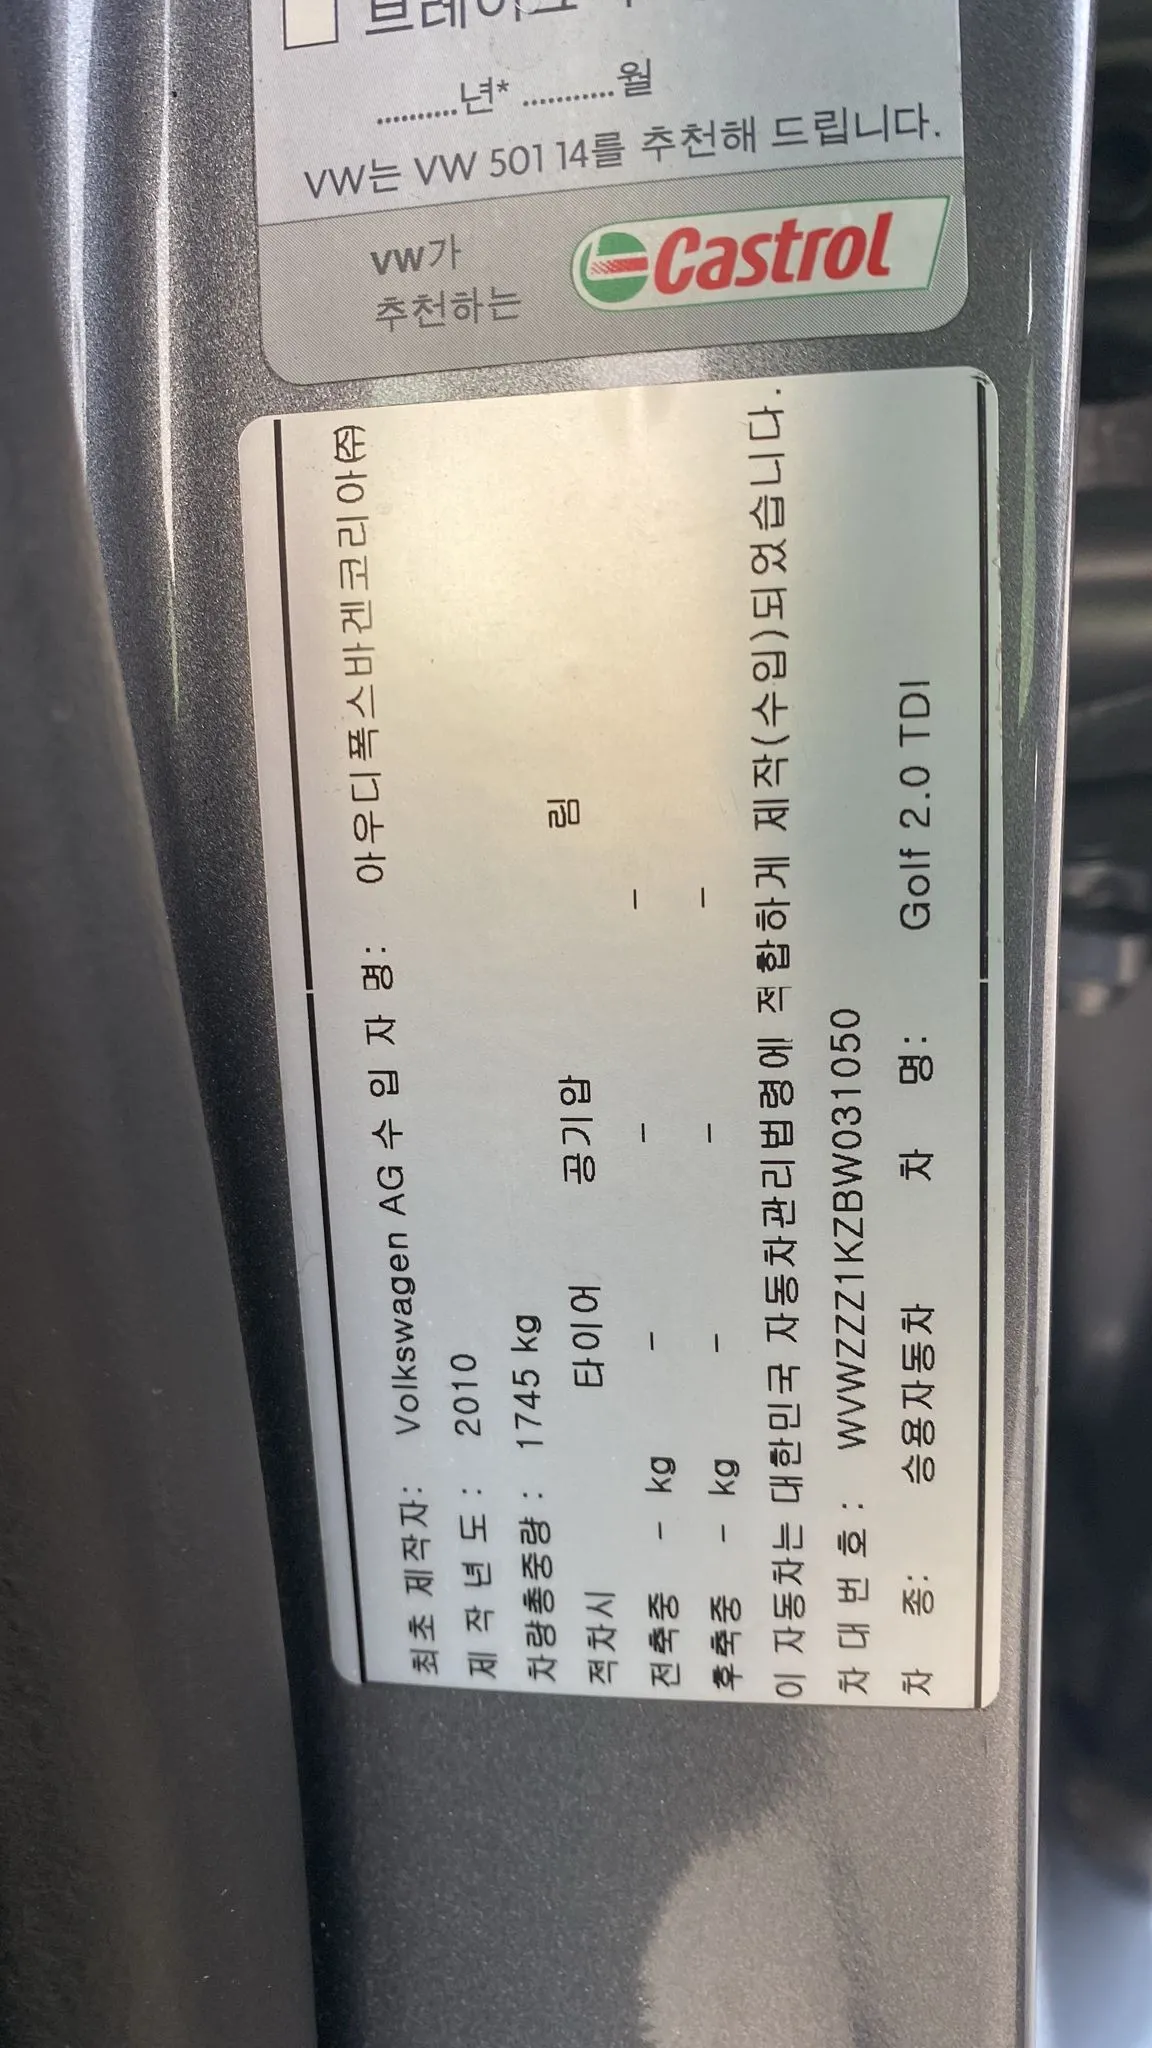 브레이크
..........년* ...........월
VW는 VW 501 14를 추천해 드립니다.
vw가
추천하는
Castrol
최초 제작자: Volkswagen AG 수 입 자 명: 아우디폭스바겐코리아㈜
제 작 년 도 : 2010
차량총중량 : 1745 kg
적차시 타이어 공기압 림
전축중 - kg - - -
후축중 - kg - - -
이 자동차는 대한민국 자동차관리법령에 적합하게 제작(수입)되었습니다.
차 대 번 호 : WVWZZZ1KZBW031050
차 종: 승용자동차 차 명: Golf 2.0 TDI